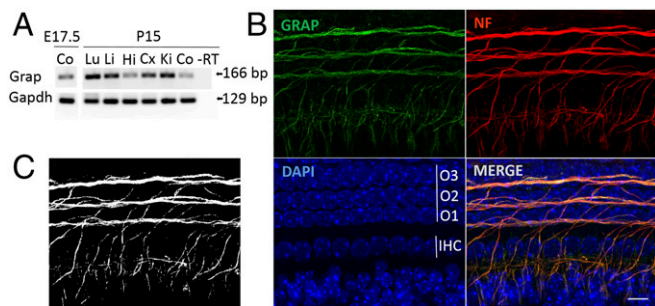 A
E17.5 P15
Co Lu Li Hi Cx Ki Co -RT
Grap 166 bp
Gapdh 129 bp
B
GRAP
NF
DAPI
O3
O2
O1
IHC
MERGE
C